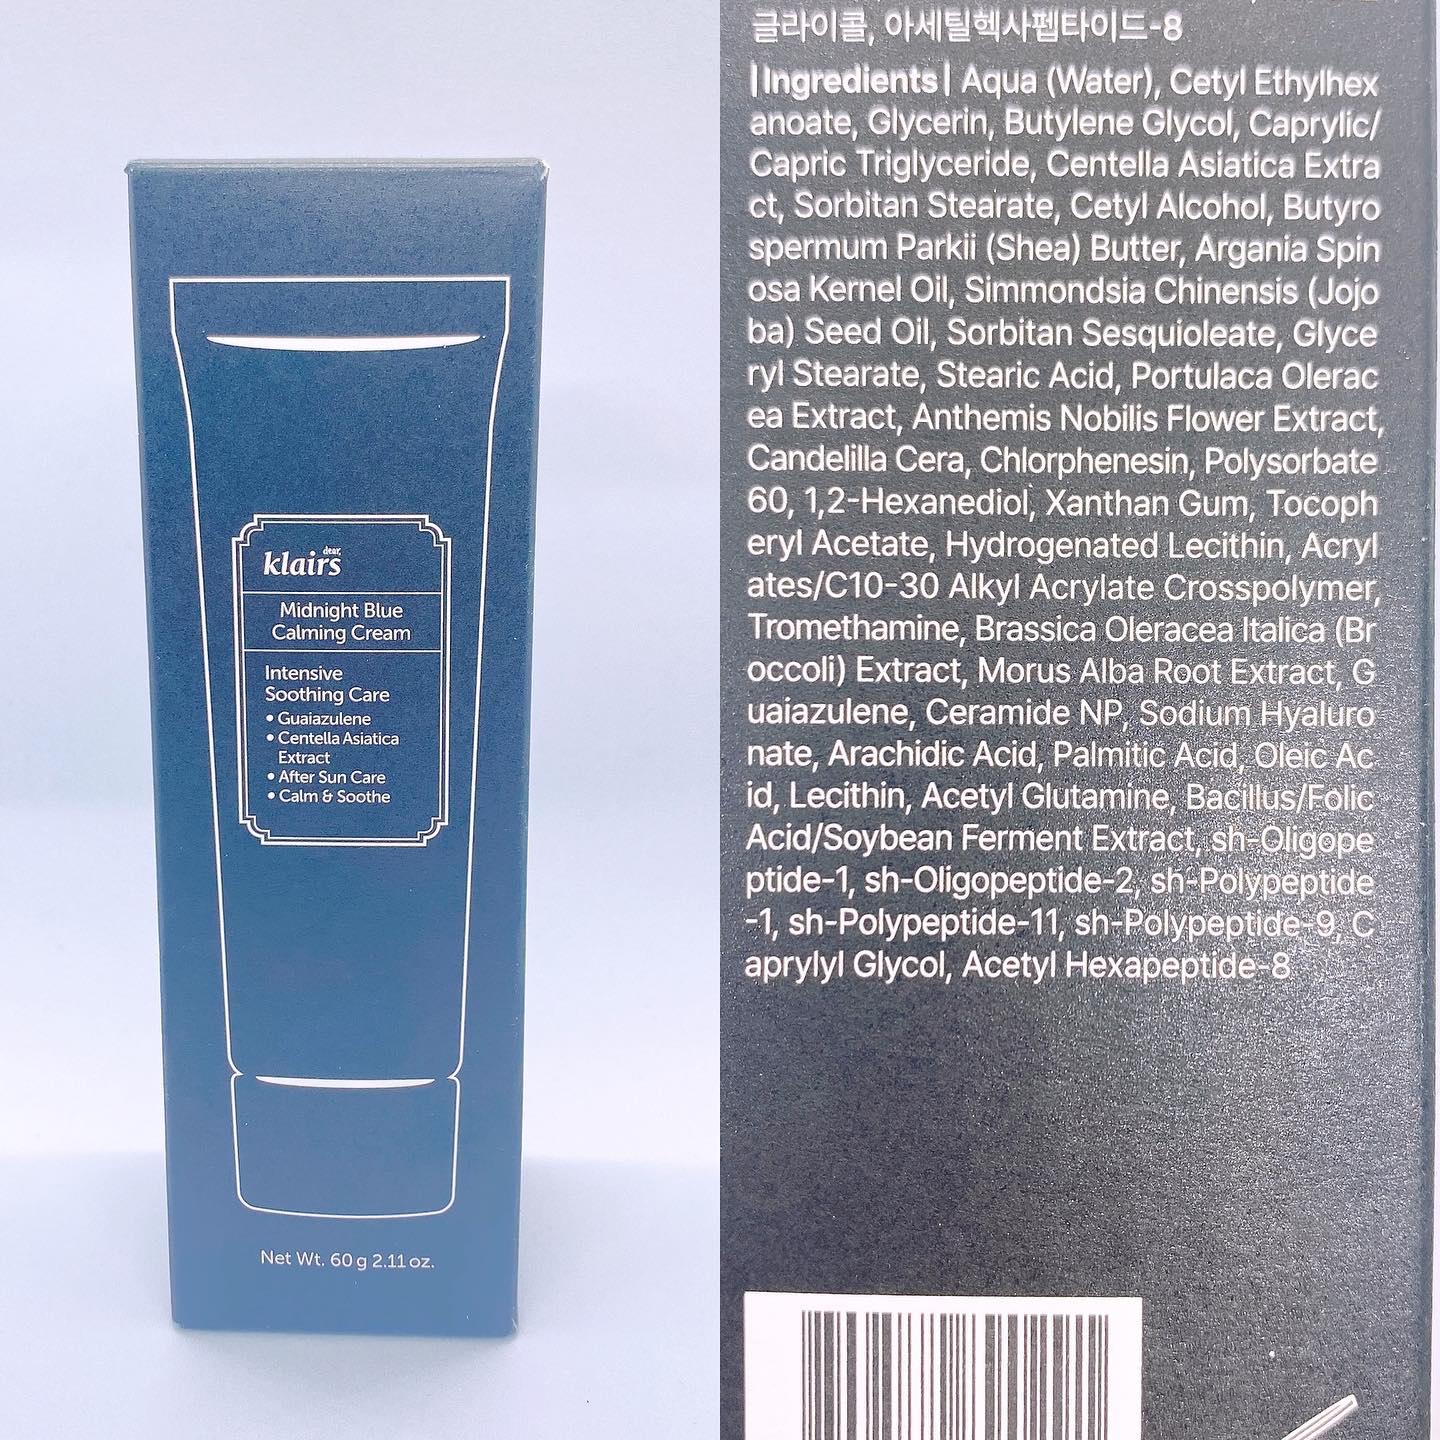 dear,
klairs
Midnight Blue
Calming Cream
Intensive
Soothing Care
• Guaiazulene
• Centella Asiatica
Extract
• After Sun Care
• Calm & Soothe
Net Wt. 60g 2.11oz.
글라이콜, 아세틸헥사펩타이드-8
|Ingredients| Aqua (Water), Cetyl Ethylhex
anoate, Glycerin, Butylene Glycol, Caprylic/
Capric Triglyceride, Centella Asiatica Extra
ct, Sorbitan Stearate, Cetyl Alcohol, Butyro
spermum Parkii (Shea) Butter, Argania Spin
osa Kernel Oil, Simmondsia Chinensis (Jojo
ba) Seed Oil, Sorbitan Sesquioleate, Glyce
ryl Stearate, Stearic Acid, Portulaca Olerac
ea Extract, Anthemis Nobilis Flower Extract,
Candelilla Cera, Chlorphenesin, Polysorbate
60, 1,2-Hexanediol, Xanthan Gum, Tocoph
eryl Acetate, Hydrogenated Lecithin, Acryl
ates/C10-30 Alkyl Acrylate Crosspolymer,
Tromethamine, Brassica Oleracea Italica (Br
occoli) Extract, Morus Alba Root Extract, G
uaiazulene, Ceramide NP, Sodium Hyaluro
nate, Arachidic Acid, Palmitic Acid, Oleic Ac
id, Lecithin, Acetyl Glutamine, Bacillus/Folic
Acid/Soybean Ferment Extract, sh-Oligope
ptide-1, sh-Oligopeptide-2, sh-Polypeptide
-1, sh-Polypeptide-11, sh-Polypeptide-9, C
aprylyl Glycol, Acetyl Hexapeptide-8